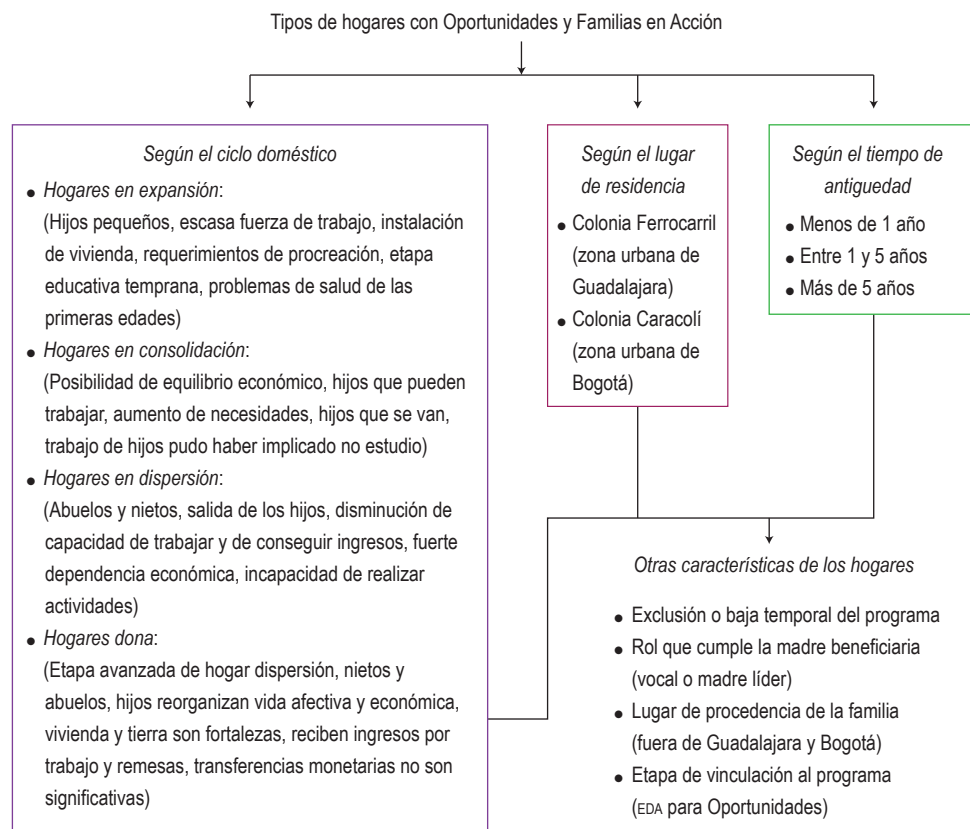 Tipos de hogares con Oportunidades y Familias en Acción
Según el ciclo doméstico
• Hogares en expansión:
(Hijos pequeños, escasa fuerza de trabajo, instalación
de vivienda, requerimientos de procreación, etapa
educativa temprana, problemas de salud de las
primeras edades)
• Hogares en consolidación:
(Posibilidad de equilibrio económico, hijos que pueden
trabajar, aumento de necesidades, hijos que se van,
trabajo de hijos pudo haber implicado no estudio)
• Hogares en dispersión:
(Abuelos y nietos, salida de los hijos, disminución de
capacidad de trabajar y de conseguir ingresos, fuerte
dependencia económica, incapacidad de realizar
actividades)
• Hogares dona:
(Etapa avanzada de hogar dispersión, nietos y
abuelos, hijos reorganizan vida afectiva y económica,
vivienda y tierra son fortalezas, reciben ingresos por
trabajo y remesas, transferencias monetarias no son
significativas)
Según el lugar
de residencia
• Colonia Ferrocarril
(zona urbana de
Guadalajara)
• Colonia Caracolí
(zona urbana de
Bogotá)
Según el tiempo de
antiguedad
• Menos de 1 año
• Entre 1 y 5 años
• Más de 5 años
Otras características de los hogares
• Exclusión o baja temporal del programa
• Rol que cumple la madre beneficiaria
(vocal o madre líder)
• Lugar de procedencia de la familia
(fuera de Guadalajara y Bogotá)
• Etapa de vinculación al programa
(EDA para Oportunidades)